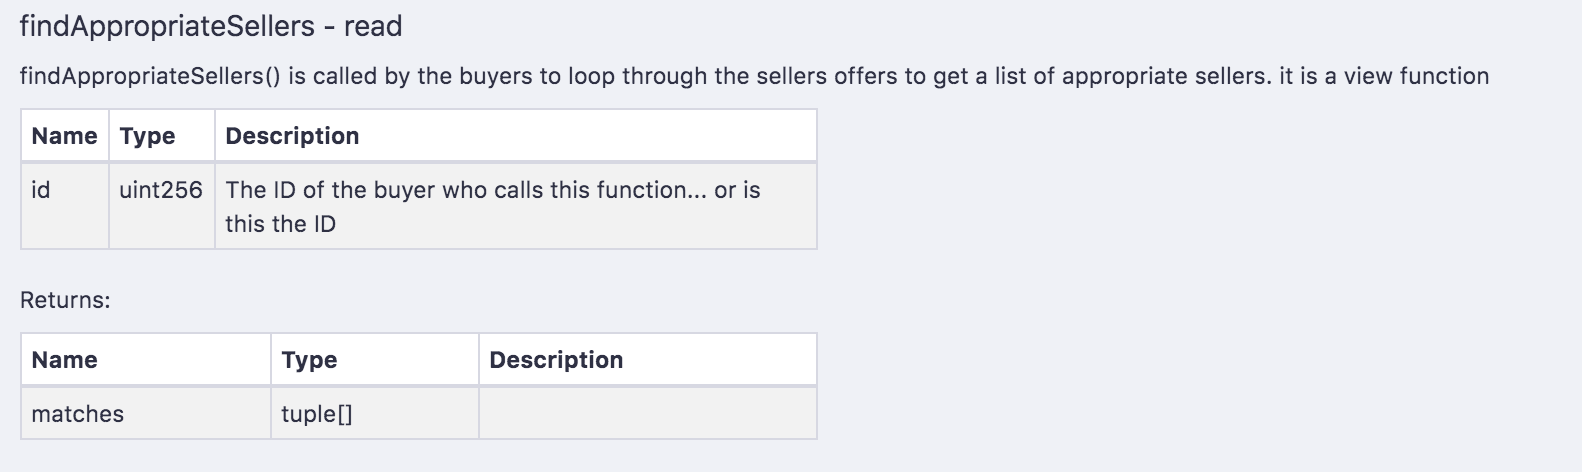 findAppropriateSellers - read
findAppropriateSellers() is called by the buyers to loop through the sellers offers to get a list of appropriate sellers. it is a view function
Name Type Description
id uint256 The ID of the buyer who calls this function... or is
this the ID
Returns:
Name Type Description
matches tuple[]